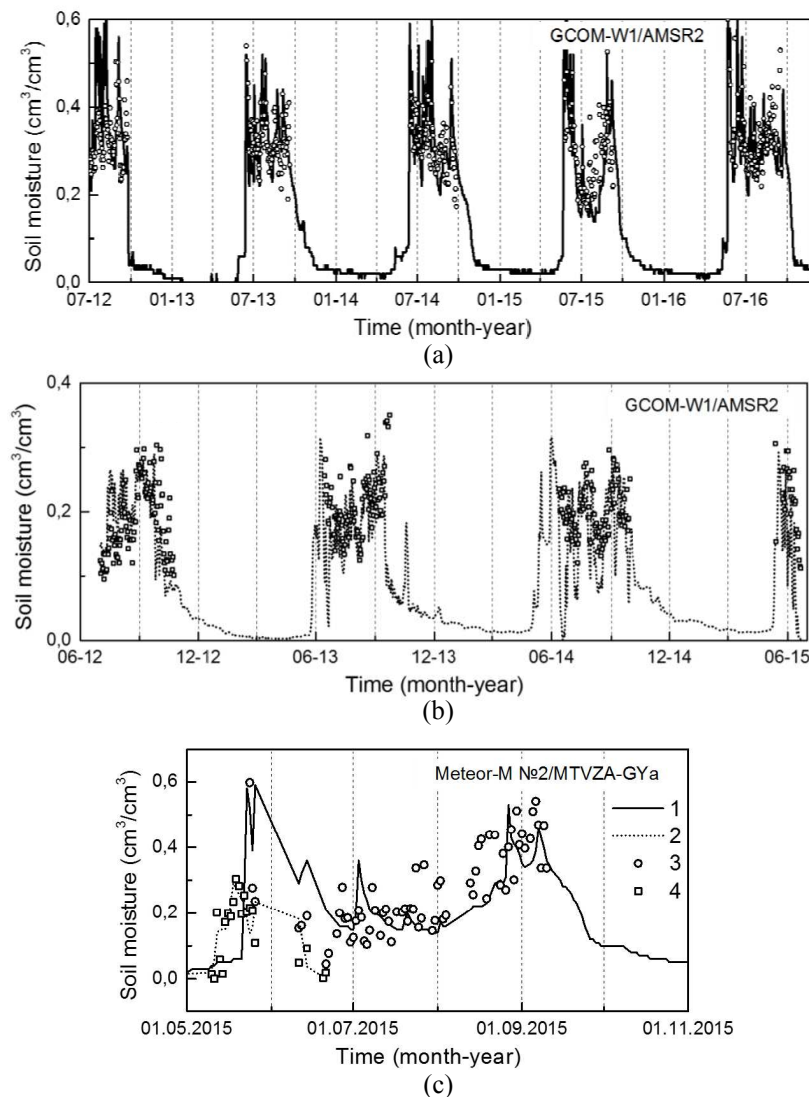 0,6
GCOM-W1/AMSR2
Soil moisture (cm³/cm³)
0,4
0,2
0,0
07-12 01-13 07-13 01-14 07-14 01-15 07-15 01-16 07-16
Time (month-year)
(a)
0,4
GCOM-W1/AMSR2
Soil moisture (cm³/cm³)
0,2
0,0
06-12 12-12 06-13 12-13 06-14 12-14 06-15
Time (month-year)
(b)
Meteor-M №2/MTVZA-GYa
Soil moisture (cm³/cm³)
0,6
0,4
0,2
0,0
1
2
3
4
01.05.2015 01.07.2015 01.09.2015 01.11.2015
Time (month-year)
(c)